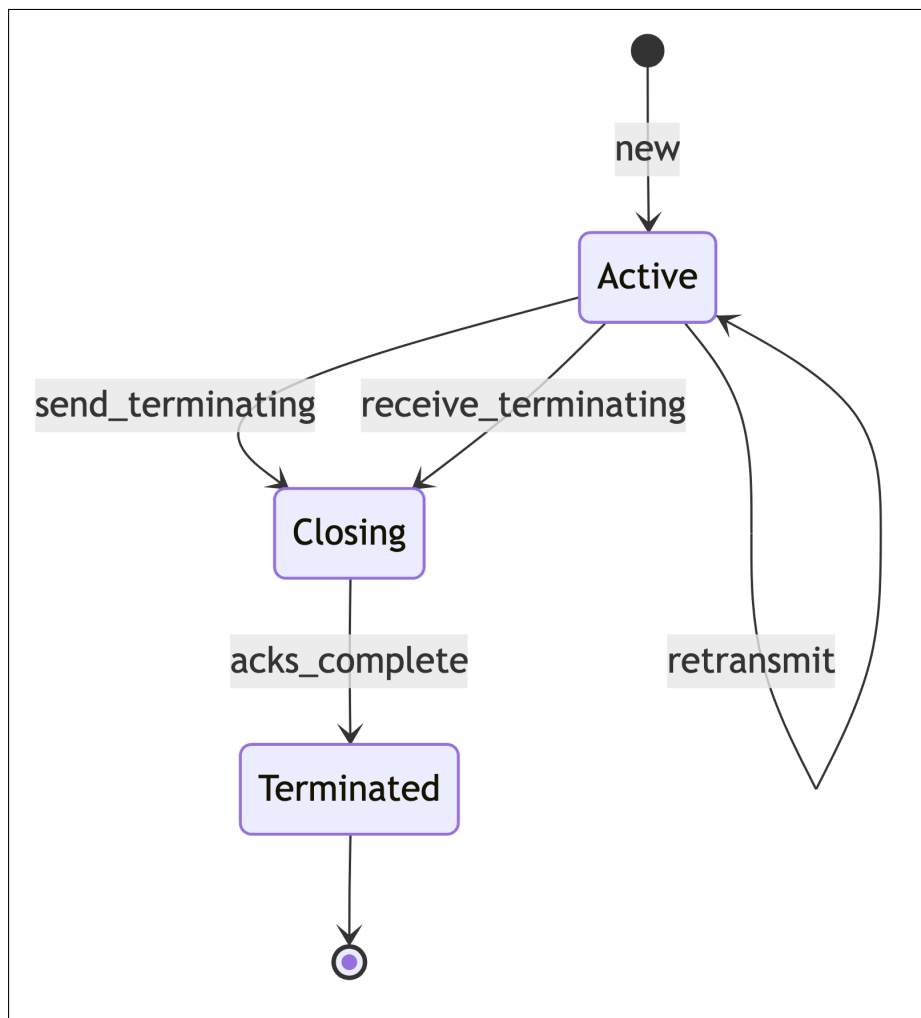 new
Active
send_terminating
receive_terminating
Closing
acks_complete
retransmit
Terminated